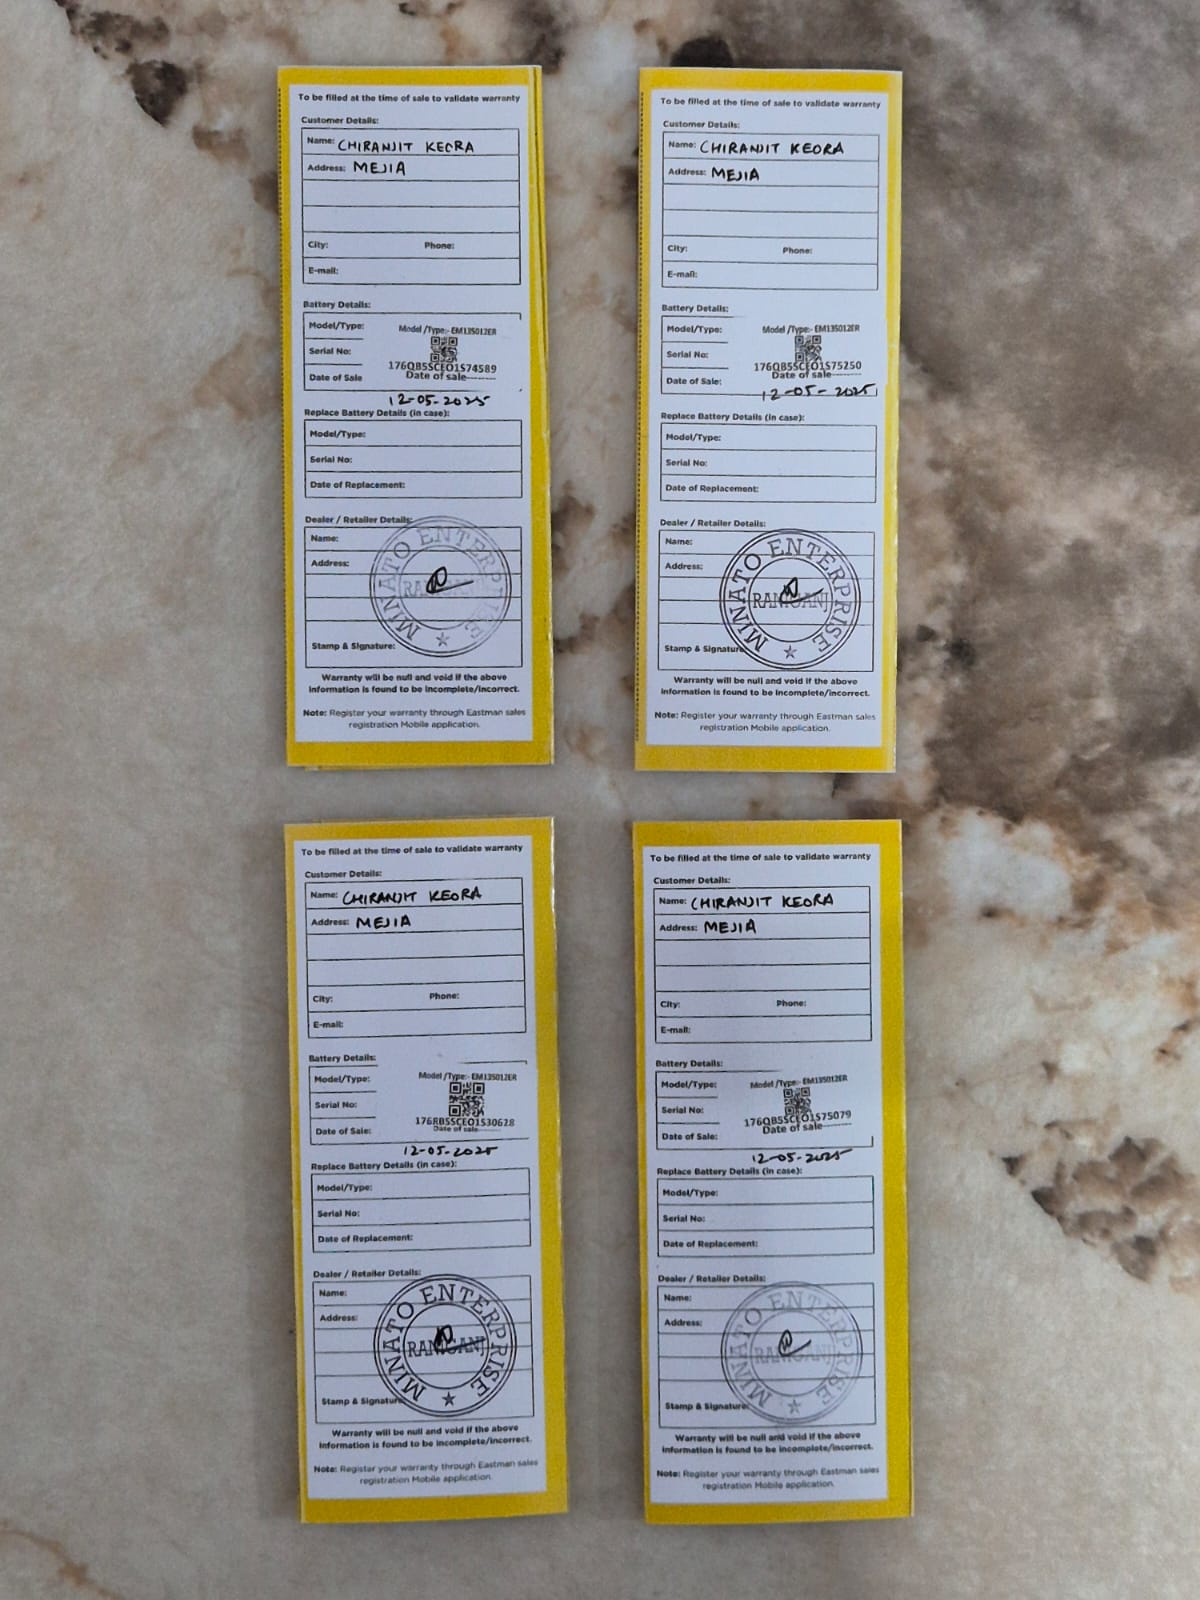 To be filled at the time of sale to validate warranty
Customer Details:
Name: CHIRANJIT KEORA
Address: MEJIA
City: Phone:
E-mail:
Battery Details:
Model/Type: Model /Type:- EM135012ER
Serial No: 176QB5SCEO1S74589
Date of Sale Date of sale--------
12-05-2025
Replace Battery Details (in case):
Model/Type:
Serial No:
Date of Replacement:
Dealer / Retailer Details:
Name:
Address:
MINATO ENTERPRISE
RANIGANJ
Stamp & Signature:
Warranty will be null and void if the above
information is found to be incomplete/incorrect.
Note: Register your warranty through Eastman sales
registration Mobile application.
To be filled at the time of sale to validate warranty
Customer Details:
Name: CHIRANJIT KEORA
Address: MEJIA
City: Phone:
E-mail:
Battery Details:
Model/Type: Model /Type:- EM135012ER
Serial No: 176QB5SCEO1S75250
Date of Sale: Date of sale--------
12-05-2025
Replace Battery Details (in case):
Model/Type:
Serial No:
Date of Replacement:
Dealer / Retailer Details:
Name:
Address:
MINATO ENTERPRISE
RANIGANJ
Stamp & Signature
Warranty will be null and void if the above
information is found to be incomplete/incorrect.
Note: Register your warranty through Eastman sales
registration Mobile application.
To be filled at the time of sale to validate warranty
Customer Details:
Name: CHIRANJIT KEORA
Address: MEJIA
City: Phone:
E-mail:
Battery Details:
Model/Type: Model /Type:- EM135012ER
Serial No: 176RB5SCEO1S30628
Date of Sale: Date of sale--------
12-05-2025
Replace Battery Details (in case):
Model/Type:
Serial No:
Date of Replacement:
Dealer / Retailer Details:
Name:
Address:
MINATO ENTERPRISE
RANIGANJ
Stamp & Signature
Warranty will be null and void if the above
information is found to be incomplete/incorrect.
Note: Register your warranty through Eastman sales
registration Mobile application.
To be filled at the time of sale to validate warranty
Customer Details:
Name: CHIRANJIT KEORA
Address: MEJIA
City: Phone:
E-mail:
Battery Details:
Model/Type: Model /Type:- EM135012ER
Serial No: 176QB5SCEO1S75079
Date of Sale: Date of sale--------
12-05-2025
Replace Battery Details (in case):
Model/Type:
Serial No:
Date of Replacement:
Dealer / Retailer Details:
Name:
Address:
MINATO ENTERPRISE
RANIGANJ
Stamp & Signature:
Warranty will be null and void if the above
information is found to be incomplete/incorrect.
Note: Register your warranty through Eastman sales
registration Mobile application.